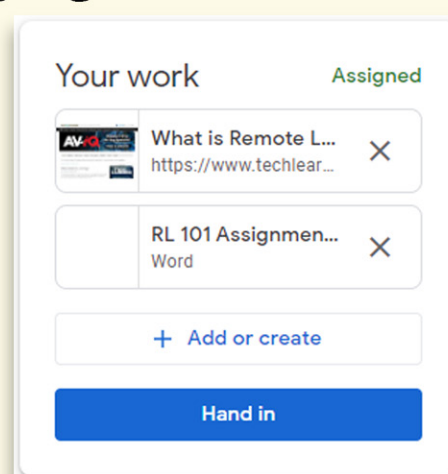 Your work
Assigned
What is Remote L...
https://www.techlear...
RL 101 Assignmen...
Word
+ Add or create
Hand in